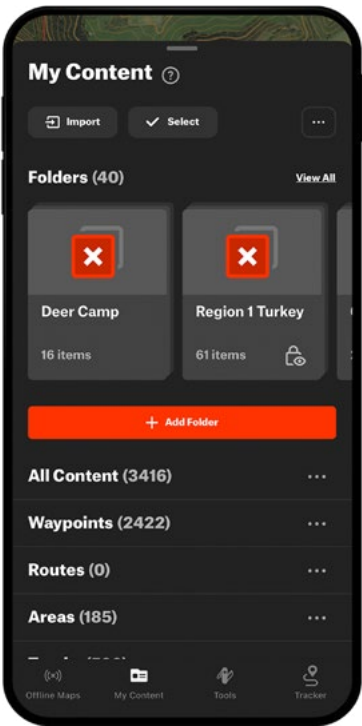 My Content ?
Import Select ...
Folders (40) View All
Deer Camp Region 1 Turkey
16 items 61 items
+ Add Folder
All Content (3416) ...
Waypoints (2422) ...
Routes (0) ...
Areas (185) ...
Offline Maps My Content Tools Tracker